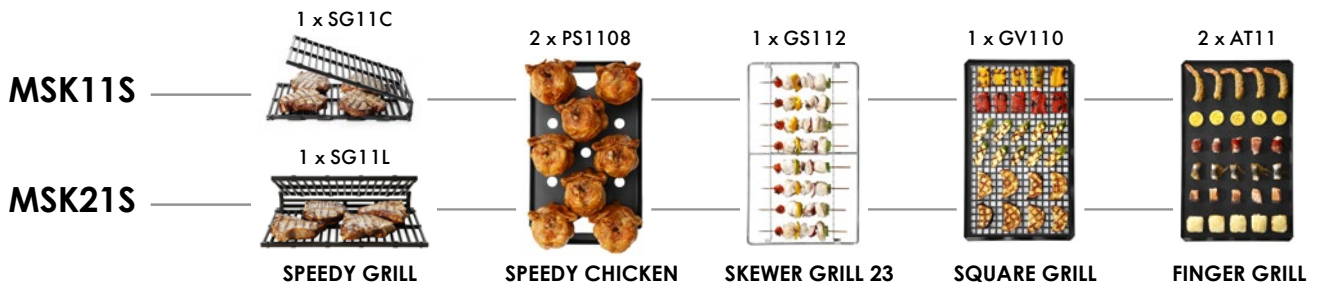 1 x SG11C
2 x PS1108
1 x GS112
1 x GV110
2 x AT11
MSK11S
1 x SG11L
MSK21S
SPEEDY GRILL
SPEEDY CHICKEN
SKEWER GRILL 23
SQUARE GRILL
FINGER GRILL